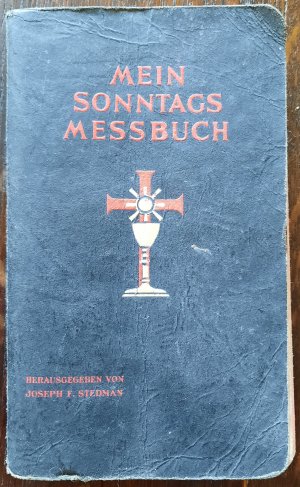 MEIN
SONNTAGS
MESSBUCH
HERAUSGEGEBEN VON
JOSEPH F. STEDMAN